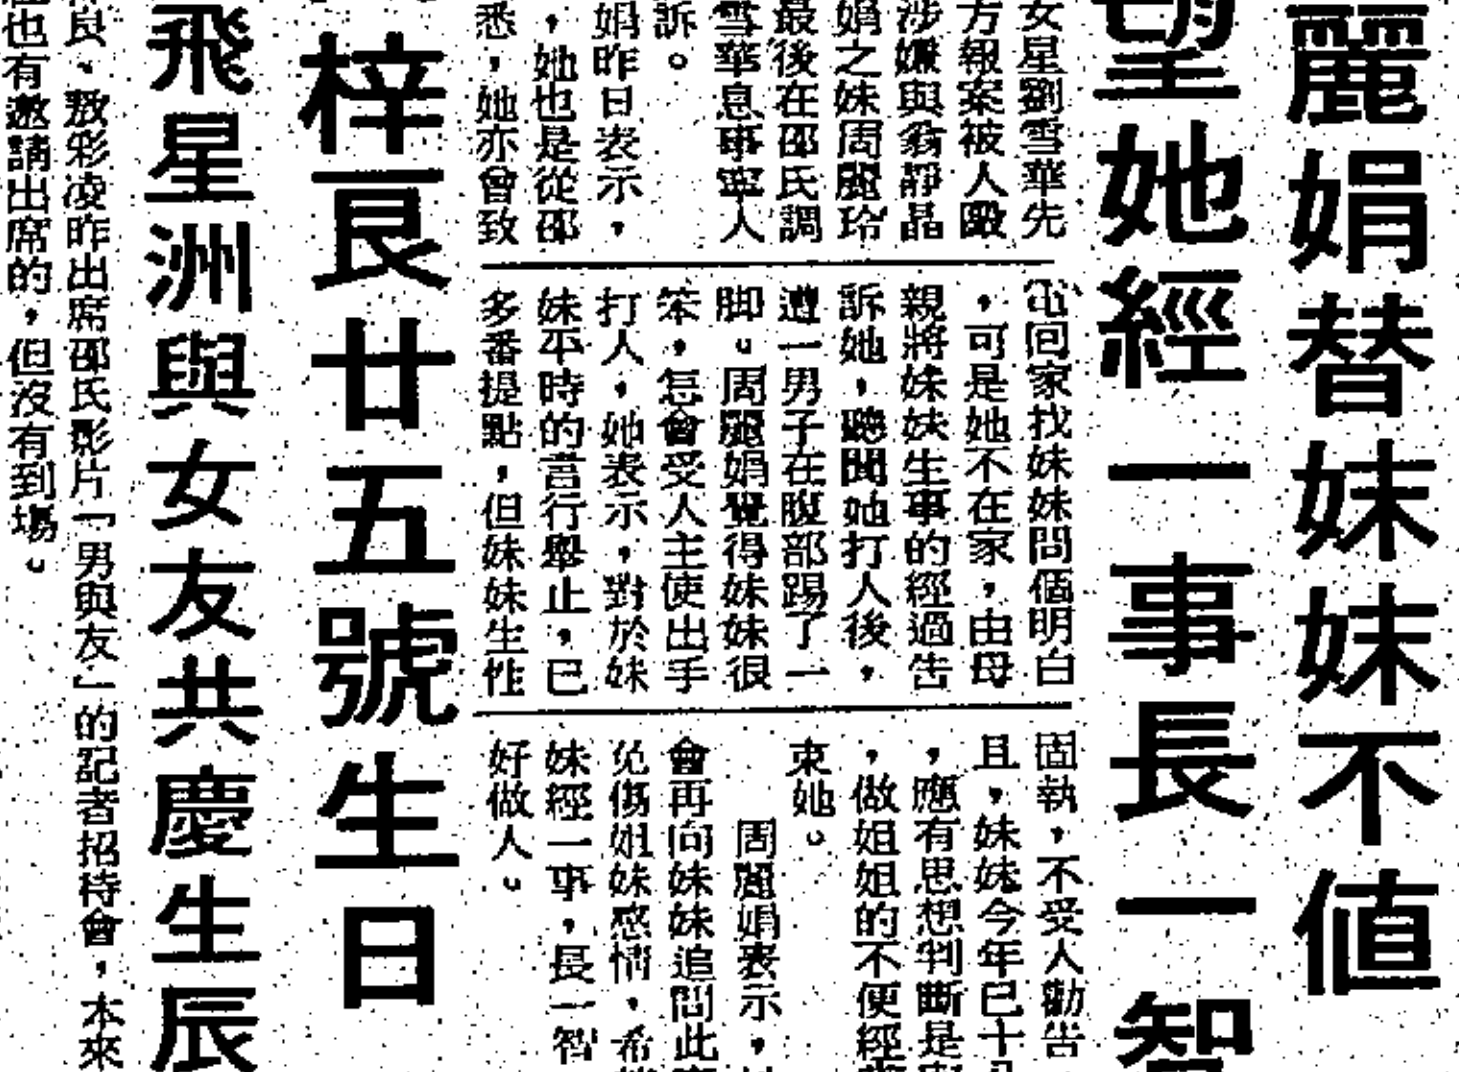 麗娟替妹妹不值
望她經一事長一智
女星劉雪華先
方報案被人毆
涉嫌與翁靜晶
娟之妹周麗玲
最後在邵氏調
雪華息事寧人
訴。
娟昨日表示，
，她也是從邵
悉，她亦曾致
電回家找妹妹問個明白
，可是她不在家，由母
親將妹妹生事的經過告
訴她，聽聞她打人後，
遭一男子在腹部踢了一
脚。周麗娟覺得妹妹很
笨，怎會受人主使出手
打人，她表示，對於妹
妹平時的言行舉止，已
多番提點，但妹妹生性
固執，不受人勸告，
且，妹妹今年已十八
，應有思想判斷是
，做姐姐的不便經
束她。
周麗娟表示，
會再向妹妹追問此
免傷姐妹感情，希
妹經一事，長一智
好做人。
梓良廿五號生日
飛星洲與女友共慶生辰
良、敖彩凌昨出席邵氏影片「男與友」的記者招待會，本來
也有邀請出席的，但沒有到場。